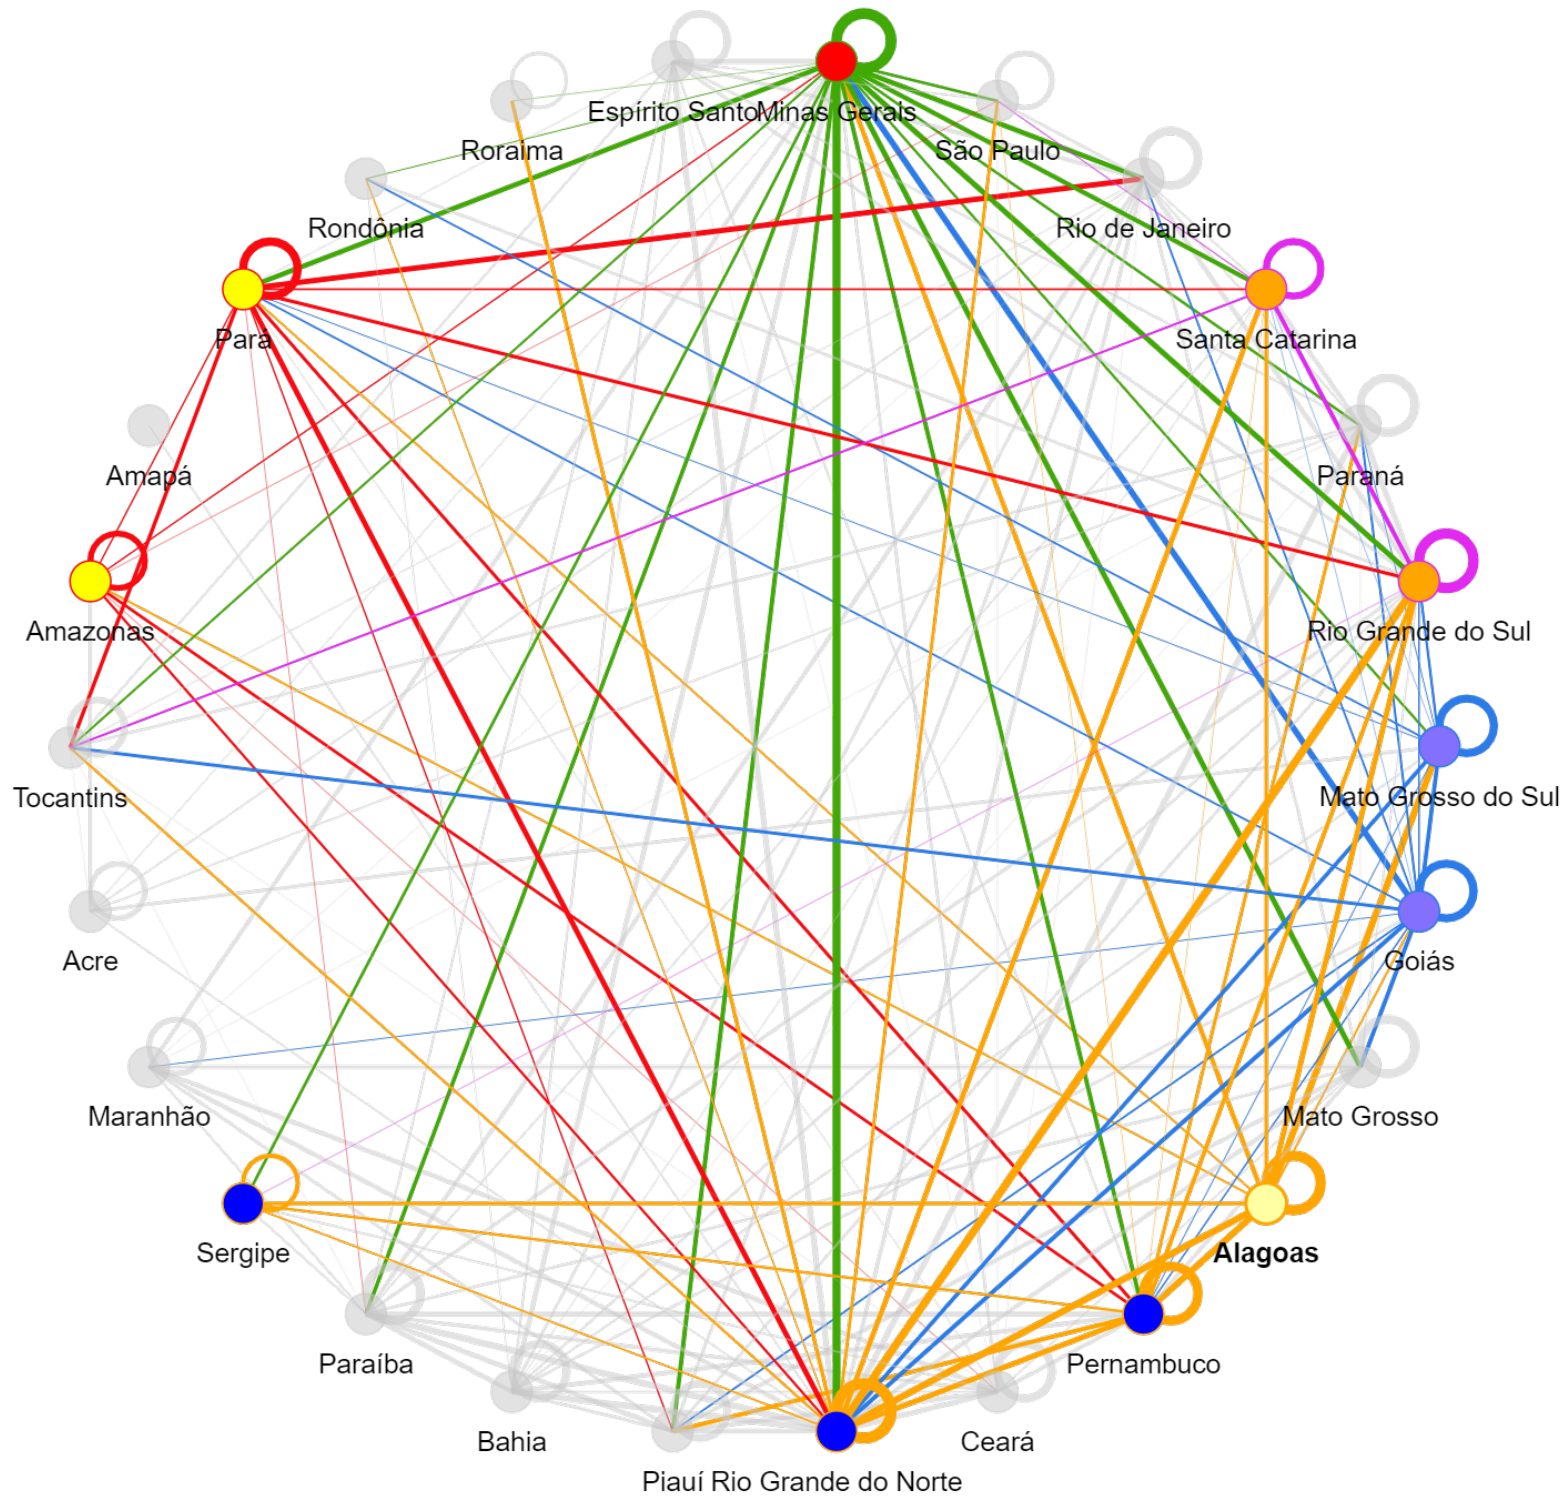 Espírito Santo
Minas Gerais
Roraima
São Paulo
Rondônia
Rio de Janeiro
Pará
Santa Catarina
Amapá
Paraná
Amazonas
Rio Grande do Sul
Tocantins
Mato Grosso do Sul
Acre
Goiás
Maranhão
Mato Grosso
Sergipe
Alagoas
Paraíba
Pernambuco
Bahia
Ceará
Piauí
Rio Grande do Norte